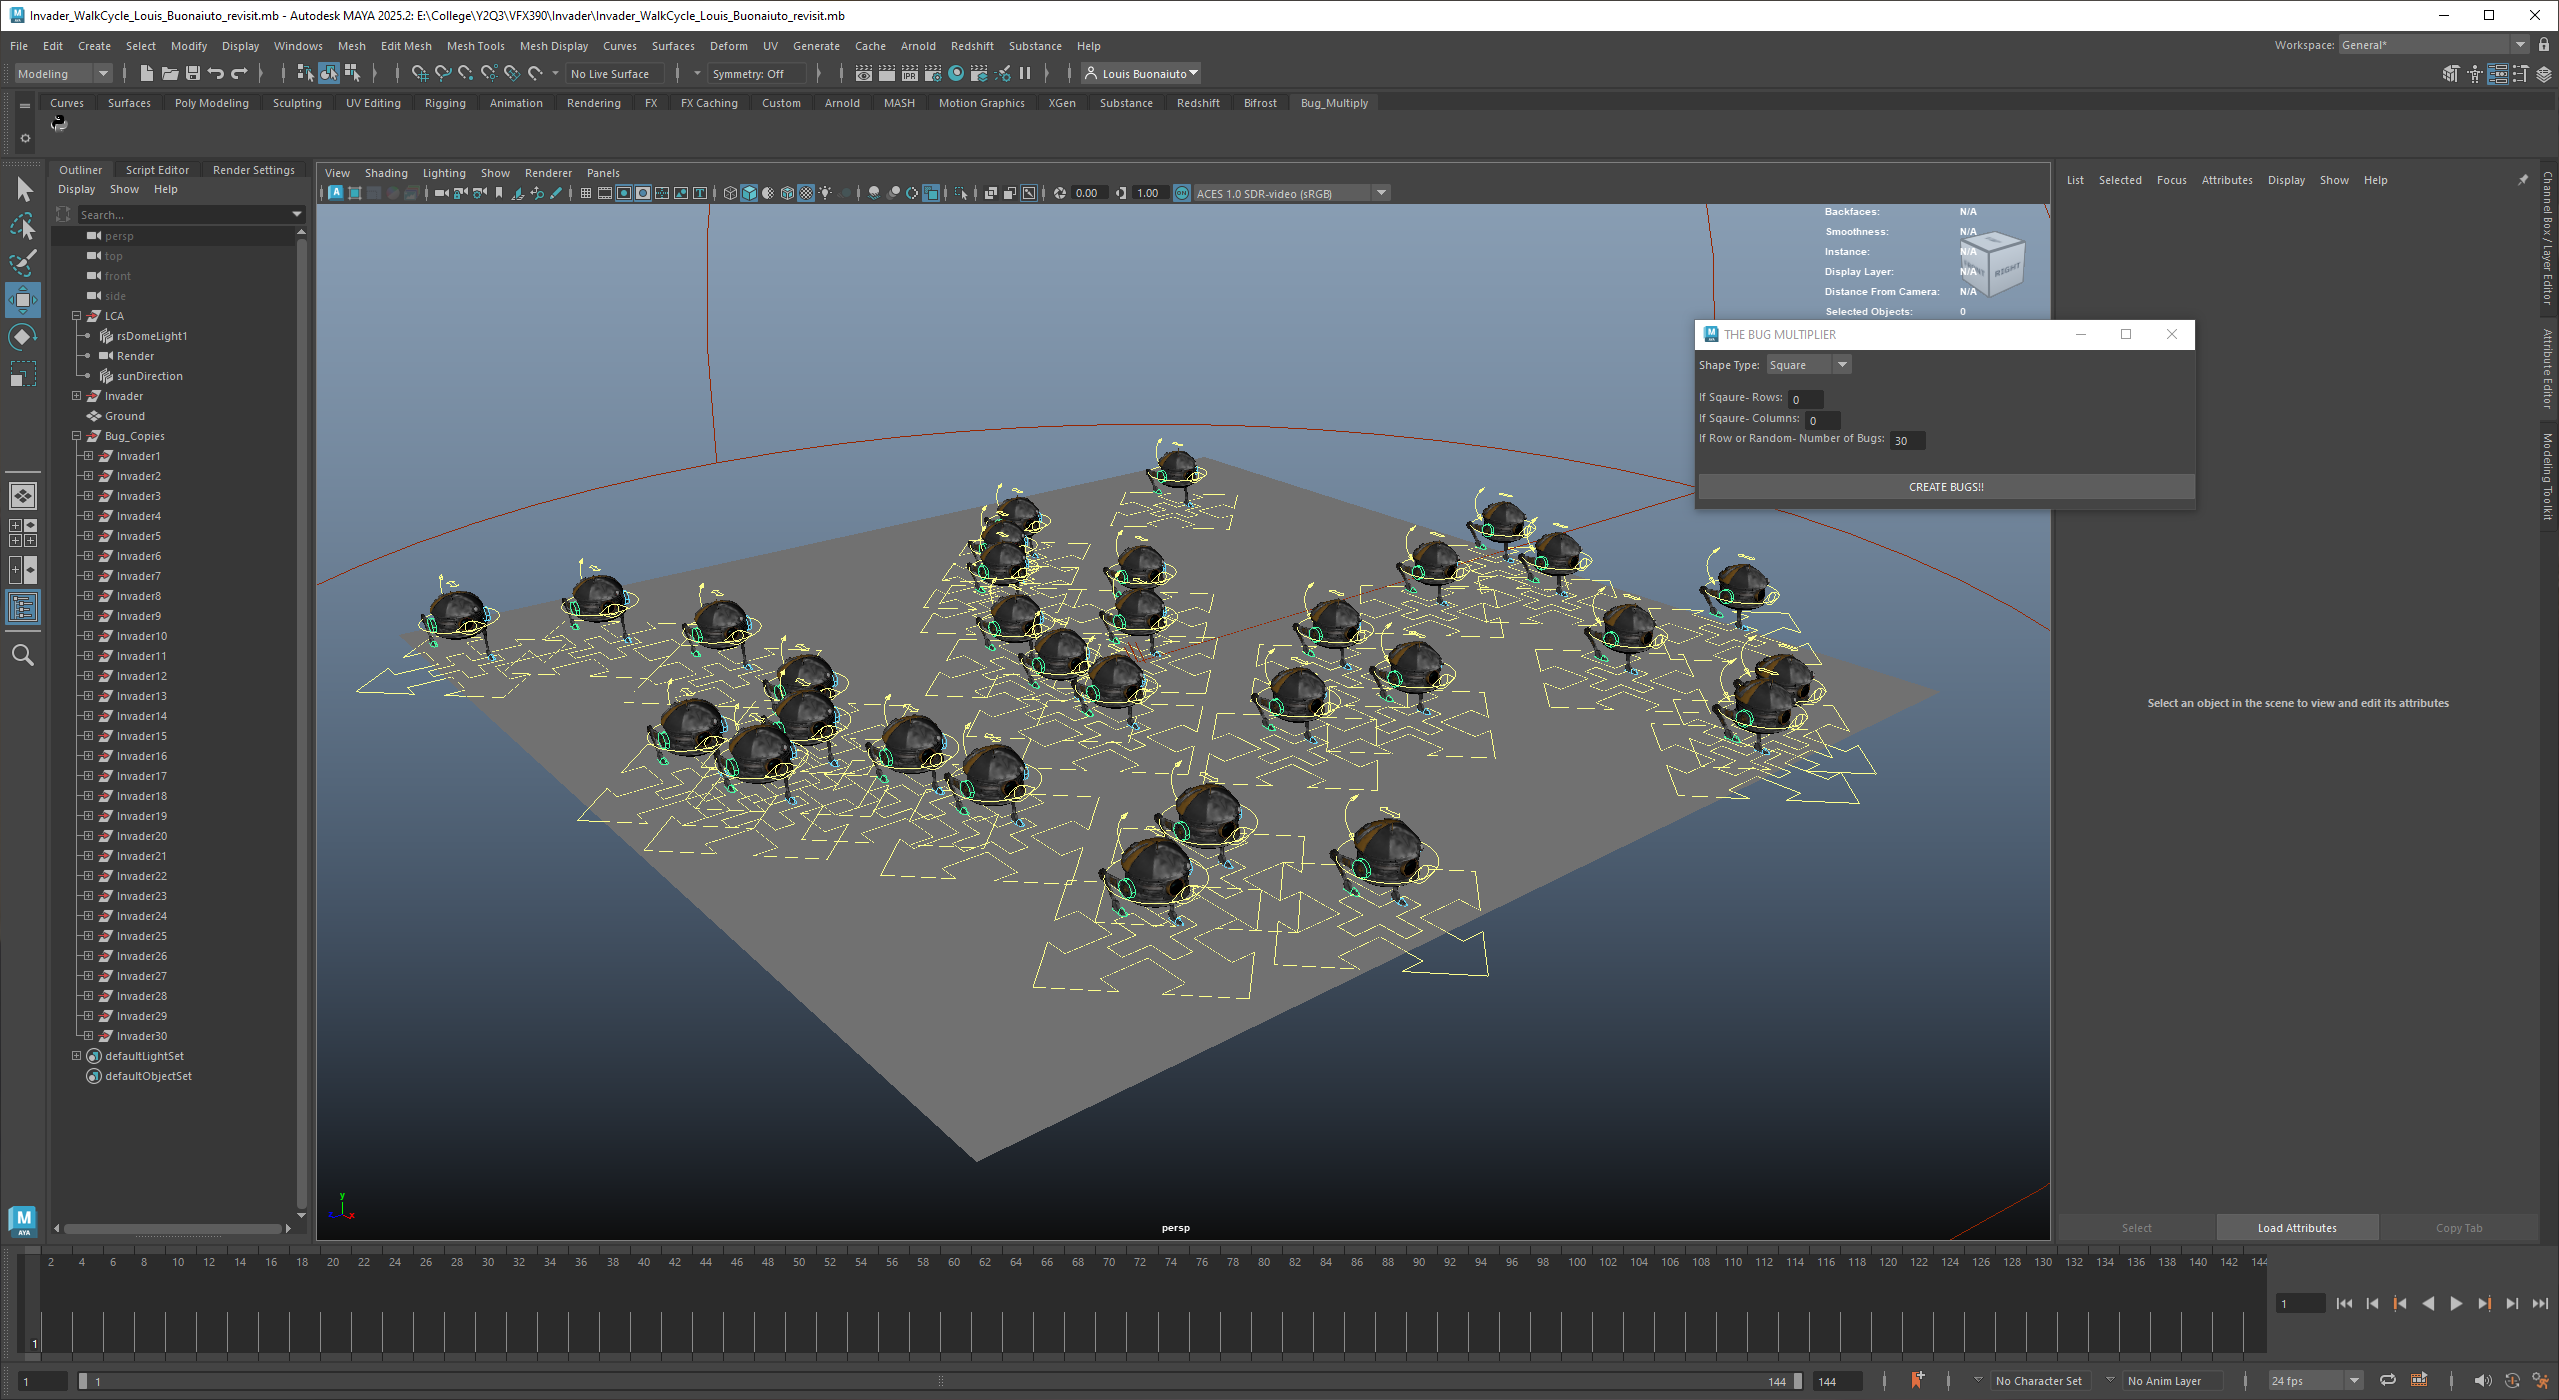 Invader_WalkCycle_Louis_Buonaiuto_revisit.mb - Autodesk MAYA 2025.2: E:\College\Y2Q3\VFX390\Invader\Invader_WalkCycle_Louis_Buonaiuto_revisit.mb
File Edit Create Select Modify Display Windows Mesh Edit Mesh Mesh Tools Mesh Display Curves Surfaces Deform UV Generate Cache Arnold Redshift Substance Help
Workspace: General*
Modeling
No Live Surface
Symmetry: Off
IPR
Louis Buonaiuto
Curves Surfaces Poly Modeling Sculpting UV Editing Rigging Animation Rendering FX FX Caching Custom Arnold MASH Motion Graphics XGen Substance Redshift Bifrost Bug_Multiply
Outliner Script Editor Render Settings
Display Show Help
Search...
persp
top
front
side
LCA
rsDomeLight1
Render
sunDirection
Invader
Ground
Bug_Copies
Invader1
Invader2
Invader3
Invader4
Invader5
Invader6
Invader7
Invader8
Invader9
Invader10
Invader11
Invader12
Invader13
Invader14
Invader15
Invader16
Invader17
Invader18
Invader19
Invader20
Invader21
Invader22
Invader23
Invader24
Invader25
Invader26
Invader27
Invader28
Invader29
Invader30
defaultLightSet
defaultObjectSet
View Shading Lighting Show Renderer Panels
0.00
1.00
ACES 1.0 SDR-video (sRGB)
Backfaces: N/A
Smoothness: N/A
Instance: N/A
Display Layer: N/A
Distance From Camera: N/A
Selected Objects: 0
RIGHT
THE BUG MULTIPLIER
Shape Type: Square
If Sqaure- Rows: 0
If Sqaure- Columns: 0
If Row or Random- Number of Bugs: 30
CREATE BUGS!!
y
x
persp
List Selected Focus Attributes Display Show Help
Select an object in the scene to view and edit its attributes
Select
Load Attributes
Copy Tab
Channel Box / Layer Editor
Attribute Editor
Modeling Toolkit
M
AYA
2 4 6 8 10 12 14 16 18 20 22 24 26 28 30 32 34 36 38 40 42 44 46 48 50 52 54 56 58 60 62 64 66 68 70 72 74 76 78 80 82 84 86 88 90 92 94 96 98 100 102 104 106 108 110 112 114 116 118 120 122 124 126 128 130 132 134 136 138 140 142 144
1
1
1
1
144
144
No Character Set
No Anim Layer
24 fps